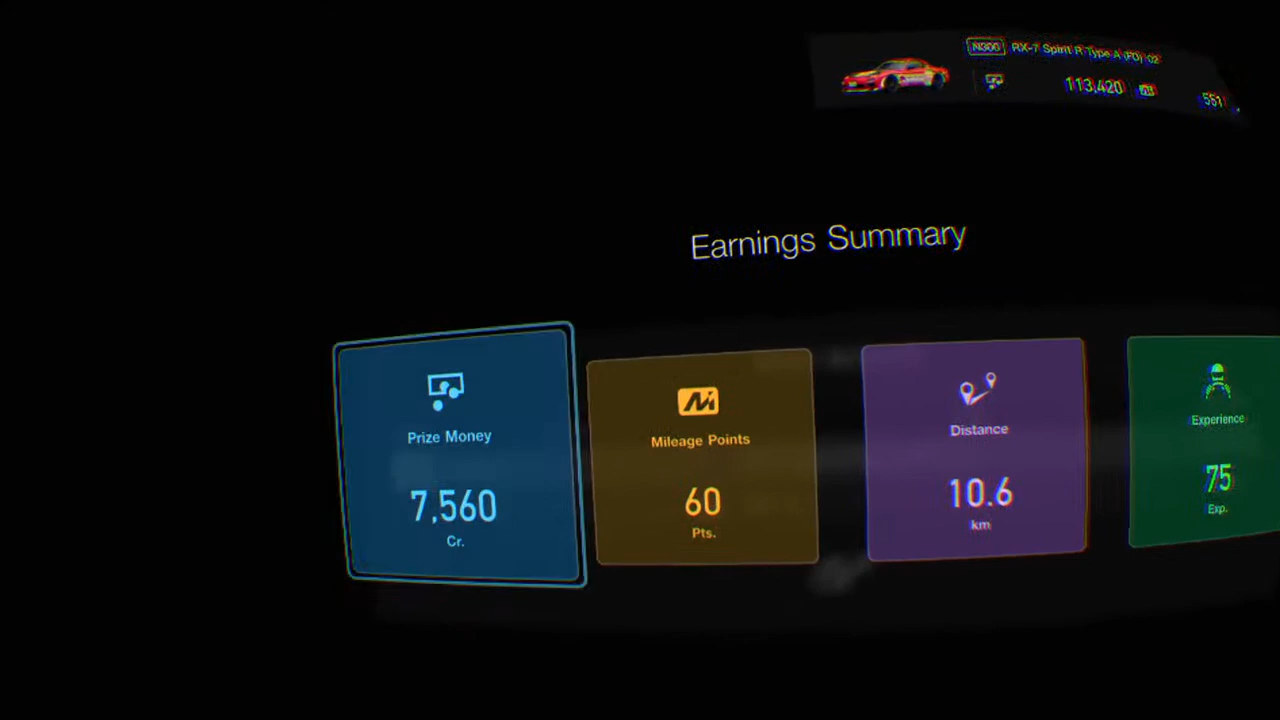 N300 RX-7 Spirit R Type A (FD) '02
113,420 551
Earnings Summary
Prize Money
7,560
Cr.
Mileage Points
60
Pts.
Distance
10.6
km
Experience
75
Exp.